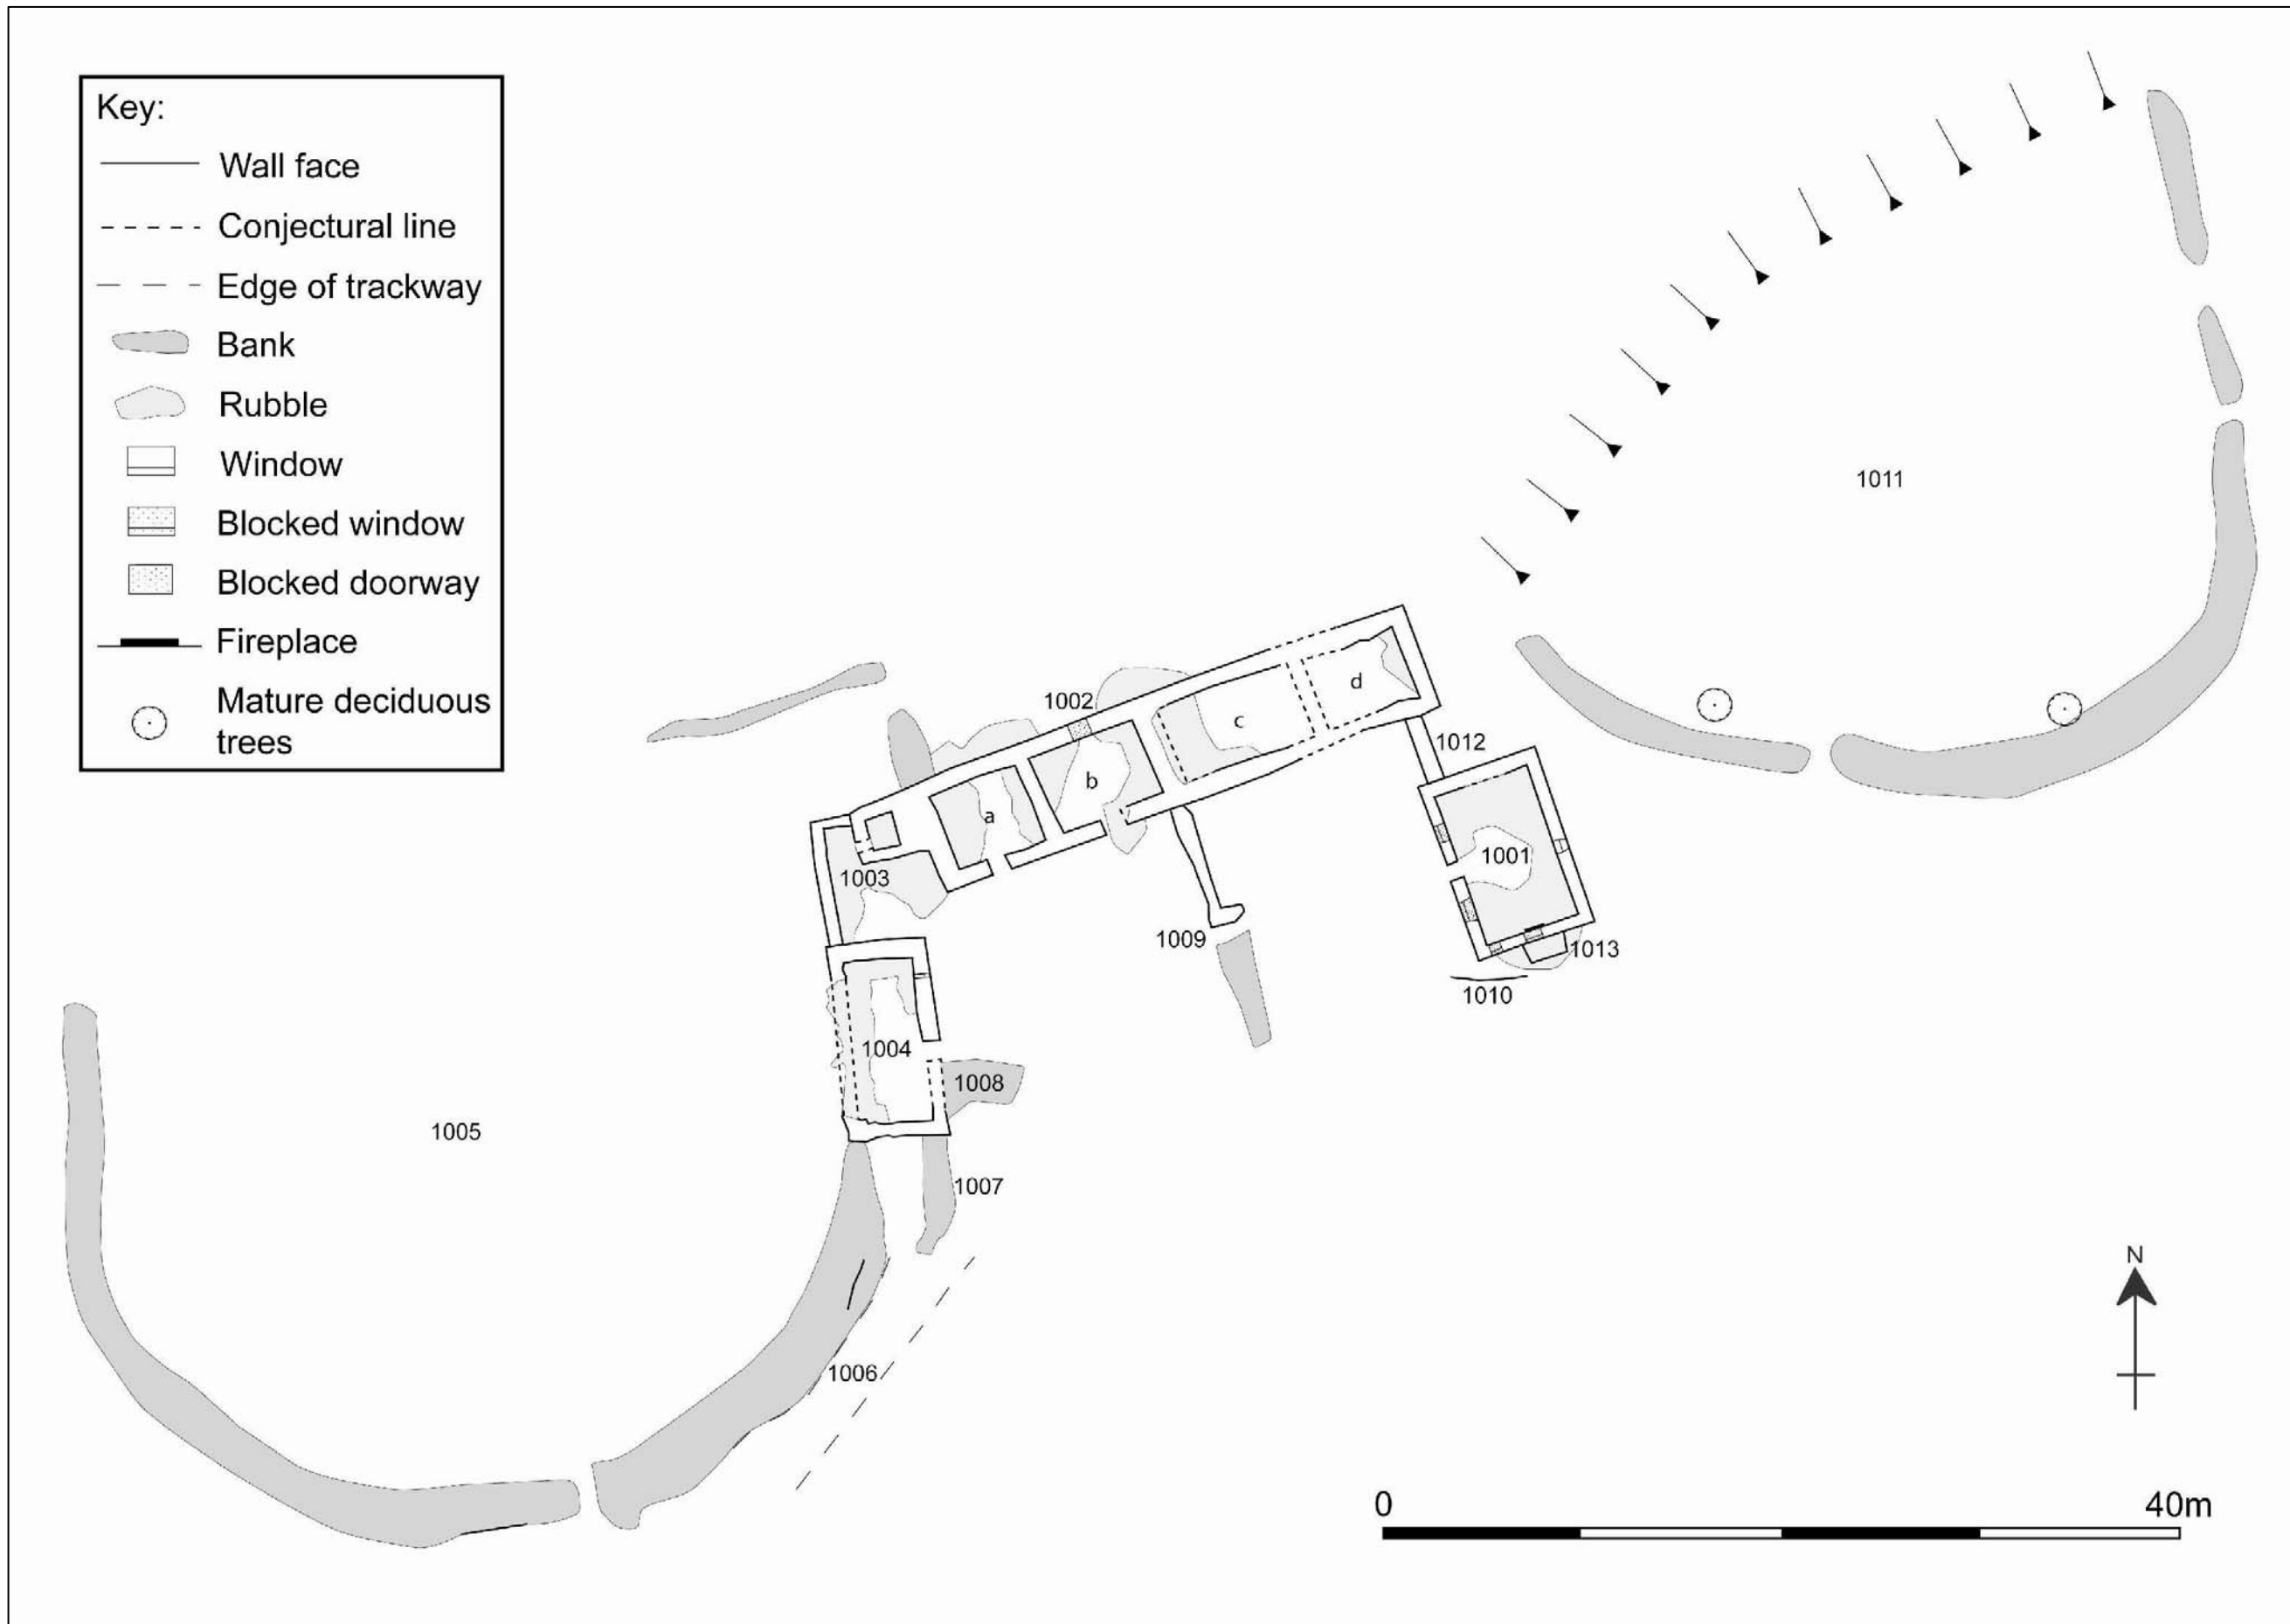 Key:
Wall face
Conjectural line
Edge of trackway
Bank
Rubble
Window
Blocked window
Blocked doorway
Fireplace
Mature deciduous
trees
1011
d
1002
c
1012
b
a
1001
1003
1009
1013
1010
1004
1008
1005
1007
1006
N
0 40m